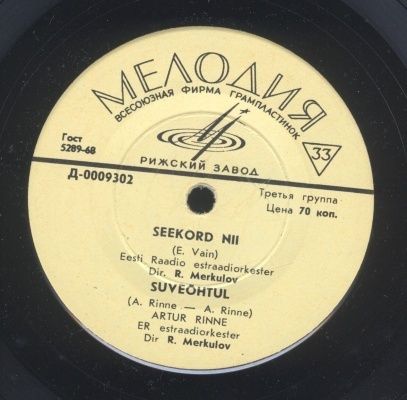 МЕЛОДИЯ
ВСЕСОЮЗНАЯ ФИРМА ГРАМПЛАСТИНОК
Гост
5289-68
РИЖСКИЙ ЗАВОД
33
Д-0009302
Третья группа
Цена 70 коп.
SEEKORD NII
(E. Vain)
Eesti Raadio estraadiorkester
Dir. R. Merkulov
SUVEÕHTUL
(A. Rinne — A. Rinne)
ARTUR RINNE
ER estraadiorkester
Dir R. Merkulov